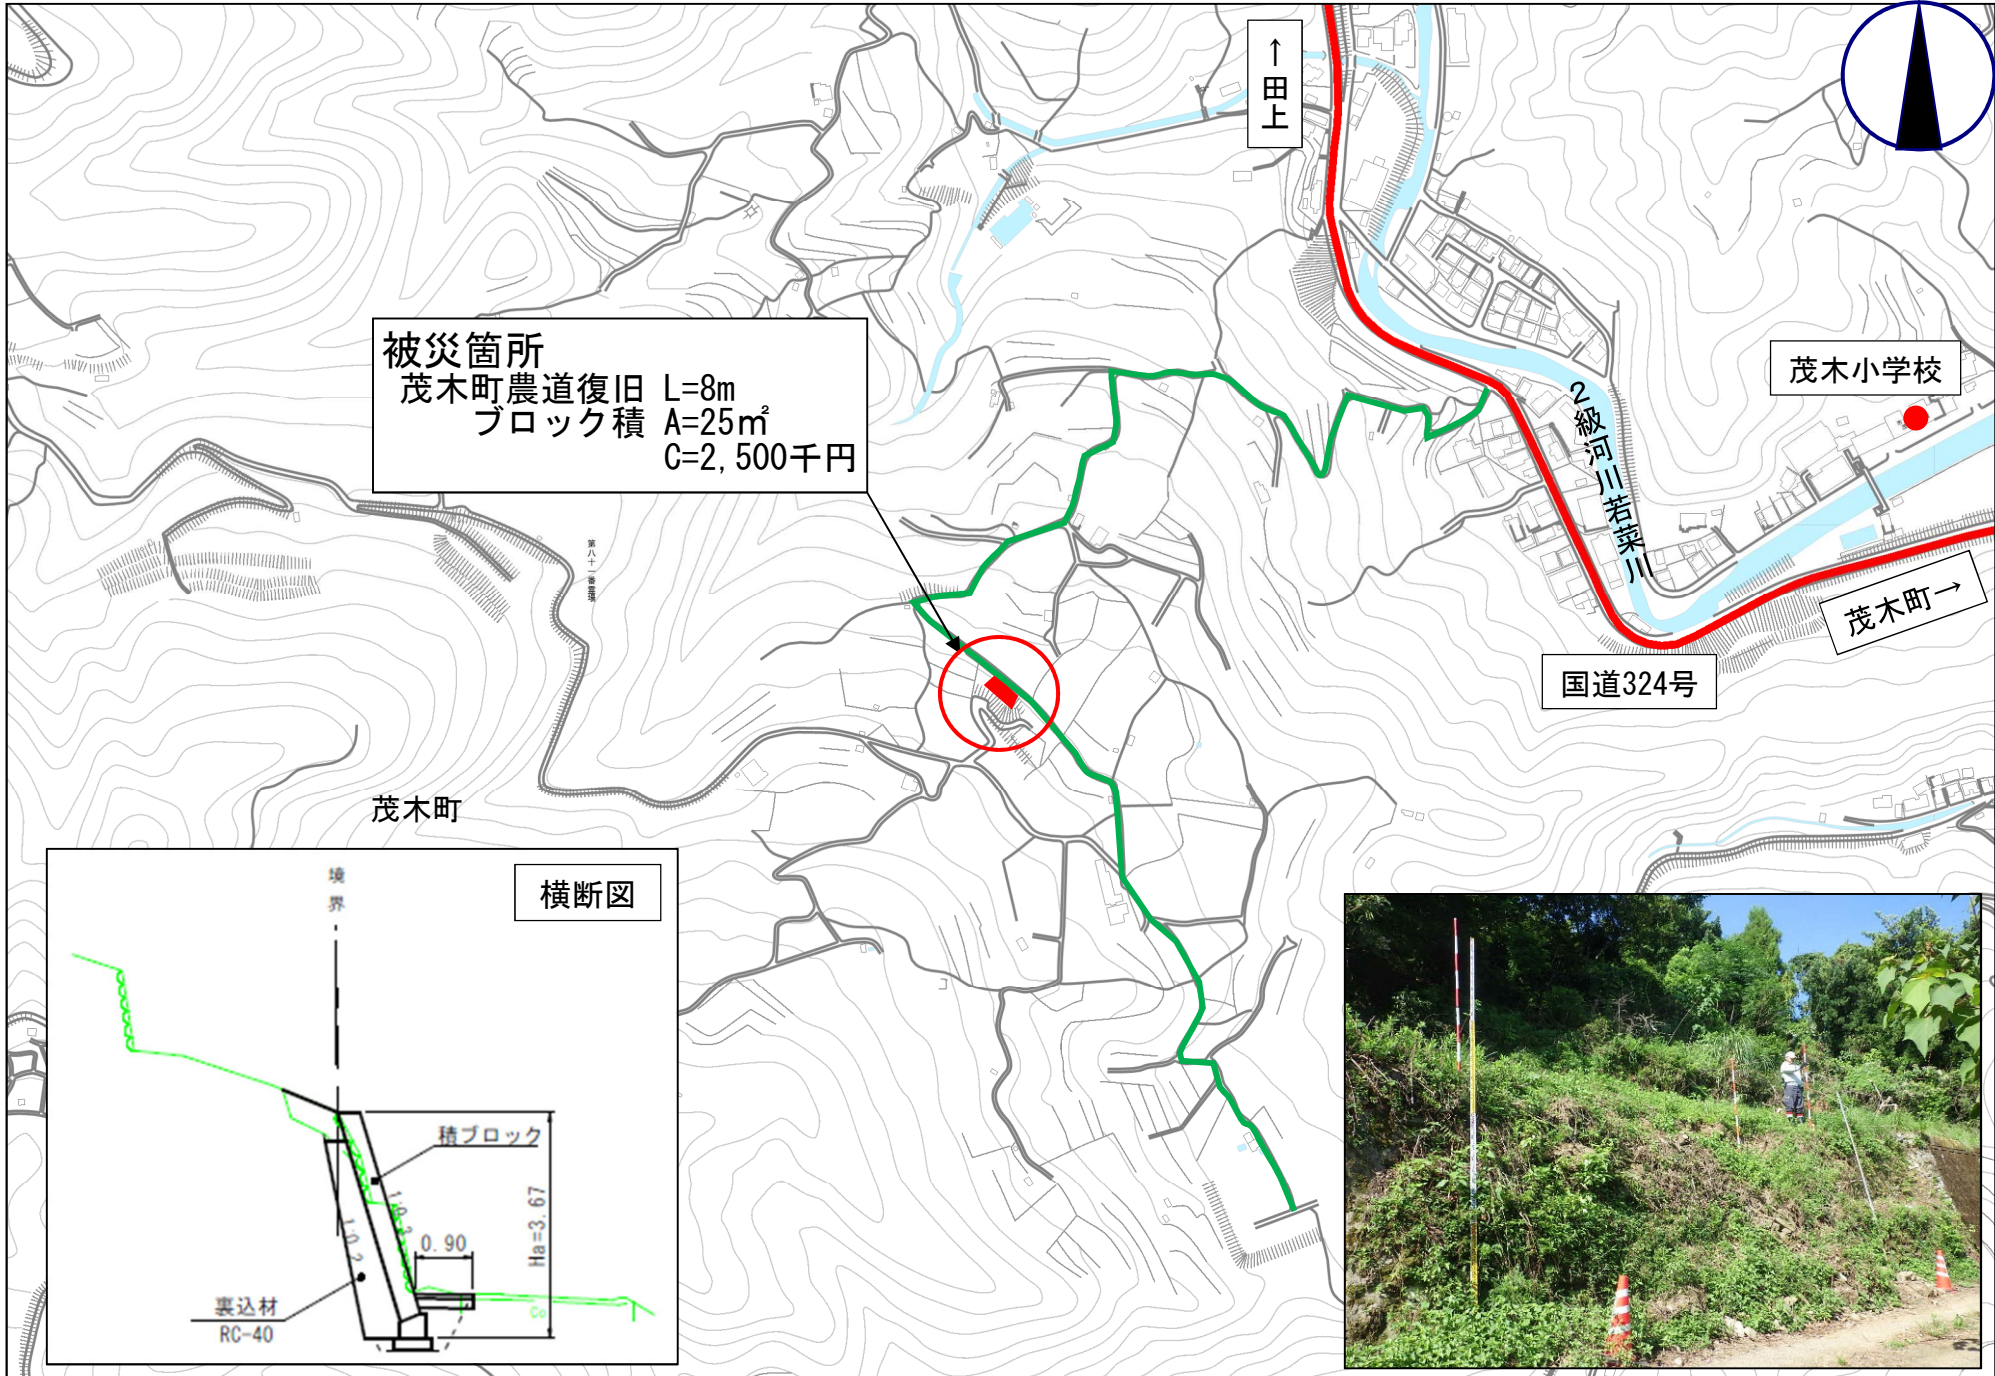 ↑田上
被災箇所
茂木町農道復旧 L=8m
ブロック積 A=25㎡
C=2,500千円
茂木小学校
2級河川若菜川
茂木町→
国道324号
茂木町
横断図
境界
積ブロック
1:0.2
0.90
Ha=3.67
裏込材
RC-40
Co